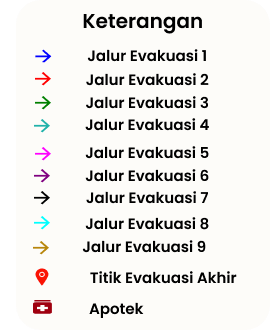 Keterangan
Jalur Evakuasi 1
Jalur Evakuasi 2
Jalur Evakuasi 3
Jalur Evakuasi 4
Jalur Evakuasi 5
Jalur Evakuasi 6
Jalur Evakuasi 7
Jalur Evakuasi 8
Jalur Evakuasi 9
Titik Evakuasi Akhir
Apotek